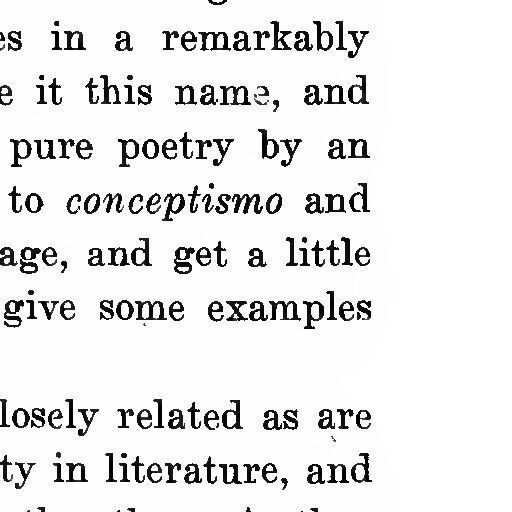 es in a remarkably
e it this name, and
pure poetry by an
to conceptismo and
age, and get a little
give some examples
losely related as are
ty in literature, and